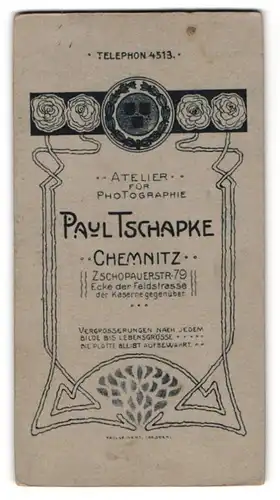 · TELEPHON 4513. ·
·· ATELIER ··
FÜR
PHOTOGRAPHIE
PAUL TSCHAPKE
·· CHEMNITZ ··
ZSCHOPAUERSTR·79
Ecke der Feldstrasse
der Kaserne gegenüber.
VERGRÖSSERUNGEN NACH JEDEM
BILDE BIS LEBENSGRÖSSE · · · · ·
DIE PLATTE BLEIBT AUFBEWAHRT. · ·